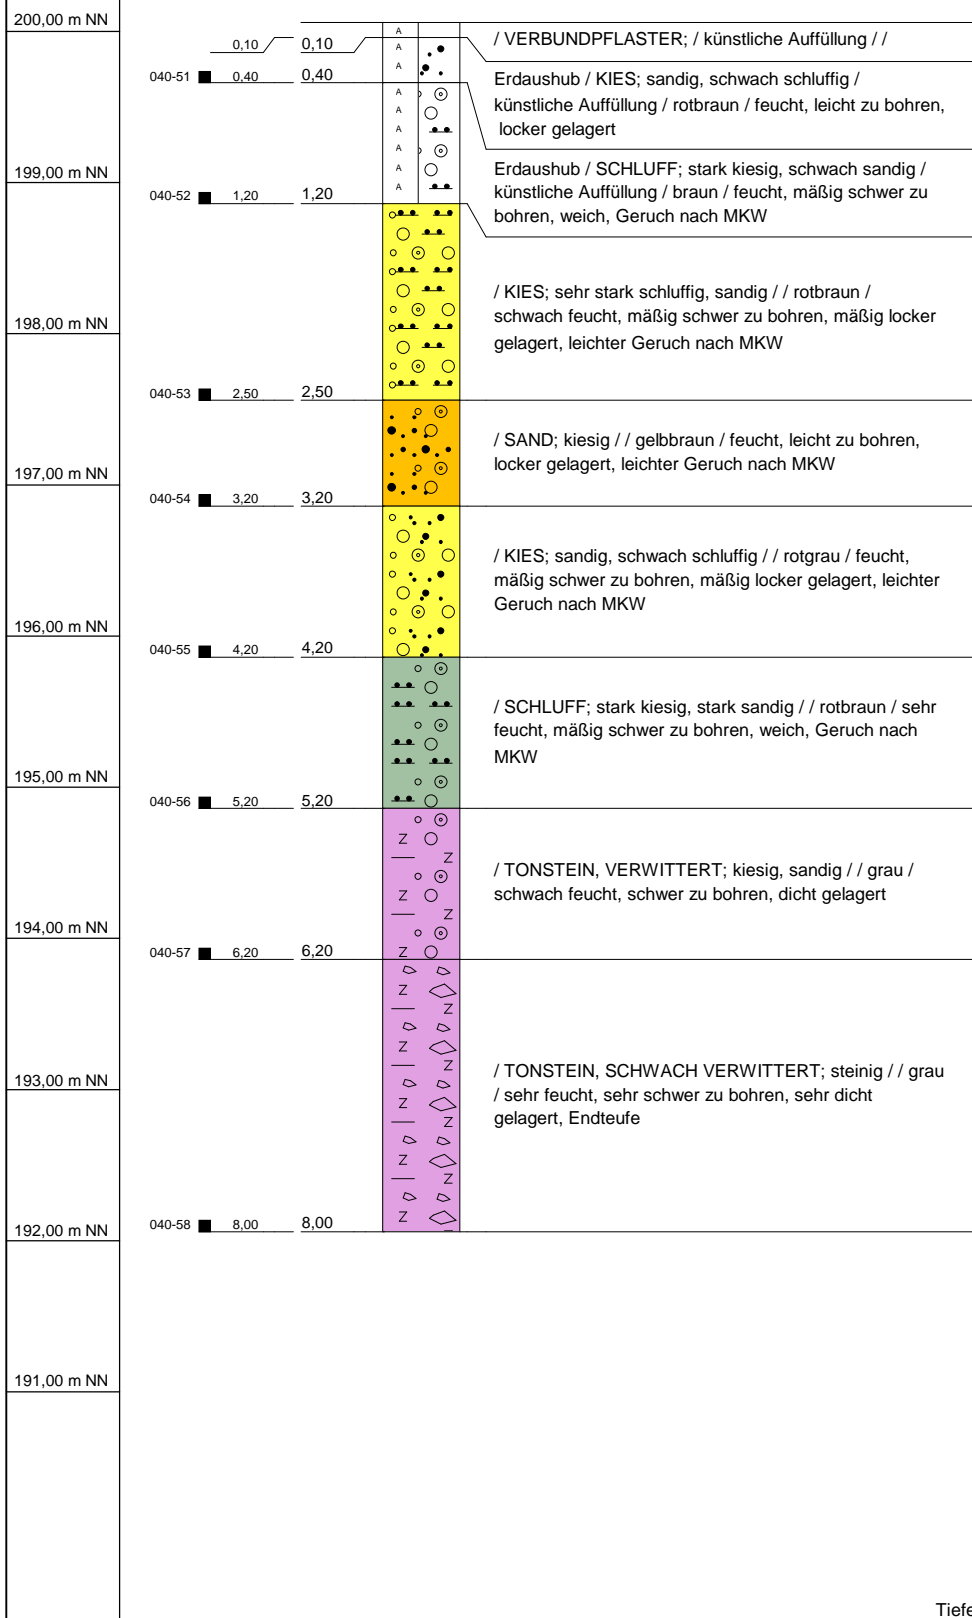 200,00 m NN
A
0,10 0,10 A / VERBUNDPFLASTER; / künstliche Auffüllung / /
A
040-51 0,40 0,40
Erdaushub / KIES; sandig, schwach schluffig /
künstliche Auffüllung / rotbraun / feucht, leicht zu bohren,
locker gelagert
A
A
A
A
199,00 m NN A
A
Erdaushub / SCHLUFF; stark kiesig, schwach sandig /
künstliche Auffüllung / braun / feucht, mäßig schwer zu
bohren, weich, Geruch nach MKW
040-52 1,20 1,20
/ KIES; sehr stark schluffig, sandig / / rotbraun /
schwach feucht, mäßig schwer zu bohren, mäßig locker
gelagert, leichter Geruch nach MKW
198,00 m NN
040-53 2,50 2,50
/ SAND; kiesig / / gelbbraun / feucht, leicht zu bohren,
locker gelagert, leichter Geruch nach MKW
197,00 m NN
040-54 3,20 3,20
/ KIES; sandig, schwach schluffig / / rotgrau / feucht,
mäßig schwer zu bohren, mäßig locker gelagert, leichter
Geruch nach MKW
196,00 m NN
040-55 4,20 4,20
/ SCHLUFF; stark kiesig, stark sandig / / rotbraun / sehr
feucht, mäßig schwer zu bohren, weich, Geruch nach
MKW
195,00 m NN
040-56 5,20 5,20
Z
Z
/ TONSTEIN, VERWITTERT; kiesig, sandig / / grau /
schwach feucht, schwer zu bohren, dicht gelagert
Z
Z
194,00 m NN
040-57 6,20 6,20 Z
Z
Z
Z
Z
193,00 m NN
/ TONSTEIN, SCHWACH VERWITTERT; steinig / / grau
/ sehr feucht, sehr schwer zu bohren, sehr dicht
gelagert, Endteufe
Z
Z
Z
Z
192,00 m NN
040-58 8,00 8,00 Z
191,00 m NN
Tiefe